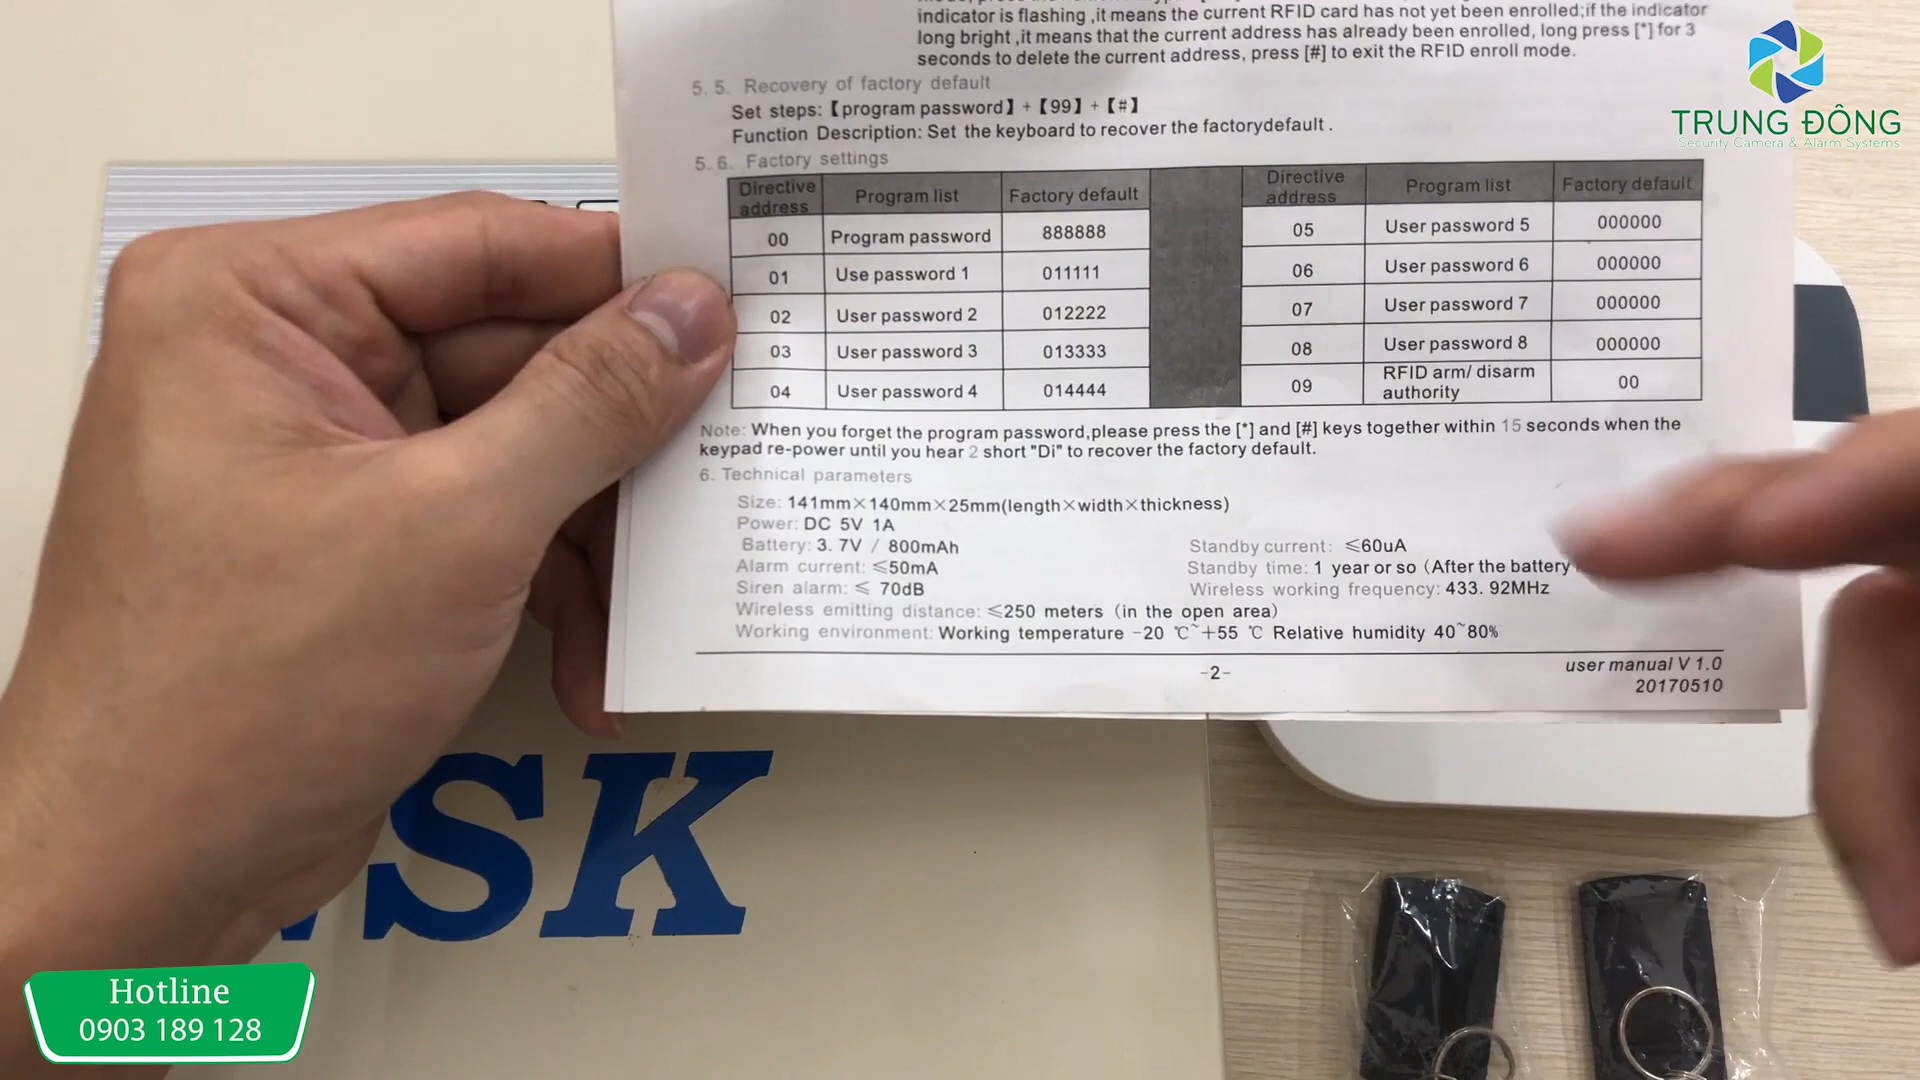 indicator is flashing ,it means the current RFID card has not yet been enrolled;if the indicator
long bright ,it means that the current address has already been enrolled, long press [*] for 3
seconds to delete the current address, press [#] to exit the RFID enroll mode.
TRUNG ĐÔNG
Security Camera & Alarm Systems
5. 5. Recovery of factory default
Set steps:【program password】+【99】+【#】
Function Description: Set the keyboard to recover the factorydefault .
5. 6. Factory settings
Directive address Program list Factory default Directive address Program list Factory default
00 Program password 888888 05 User password 5 000000
01 Use password 1 011111 06 User password 6 000000
02 User password 2 012222 07 User password 7 000000
03 User password 3 013333 08 User password 8 000000
04 User password 4 014444 09 RFID arm/ disarm authority 00
Note: When you forget the program password,please press the [*] and [#] keys together within 15 seconds when the
keypad re-power until you hear 2 short "Di" to recover the factory default.
6. Technical parameters
Size: 141mm×140mm×25mm(length×width×thickness)
Power: DC 5V 1A
Battery: 3. 7V / 800mAh Standby current: ≤60uA
Alarm current: ≤50mA Standby time: 1 year or so (After the battery
Siren alarm: ≤ 70dB Wireless working frequency: 433. 92MHz
Wireless emitting distance: ≤250 meters (in the open area)
Working environment: Working temperature -20 ℃~+55 ℃ Relative humidity 40~80%
-2-
user manual V 1.0
20170510
SK
Hotline
0903 189 128